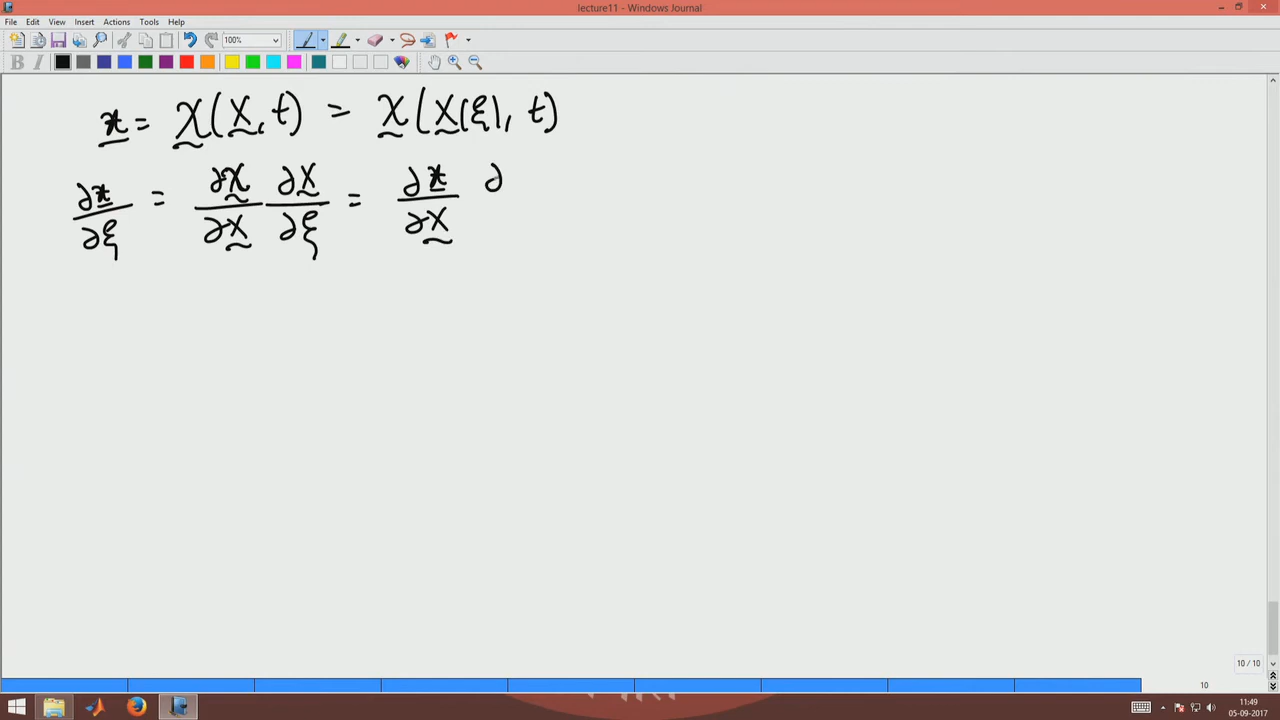 lecture11 - Windows Journal
File Edit View Insert Actions Tools Help
100%
B I
x = χ(X, t) = χ(X(ξ), t)
∂x/∂ξ = ∂χ/∂X ∂X/∂ξ = ∂x/∂X ∂
10 / 10
10
11:49
05-09-2017